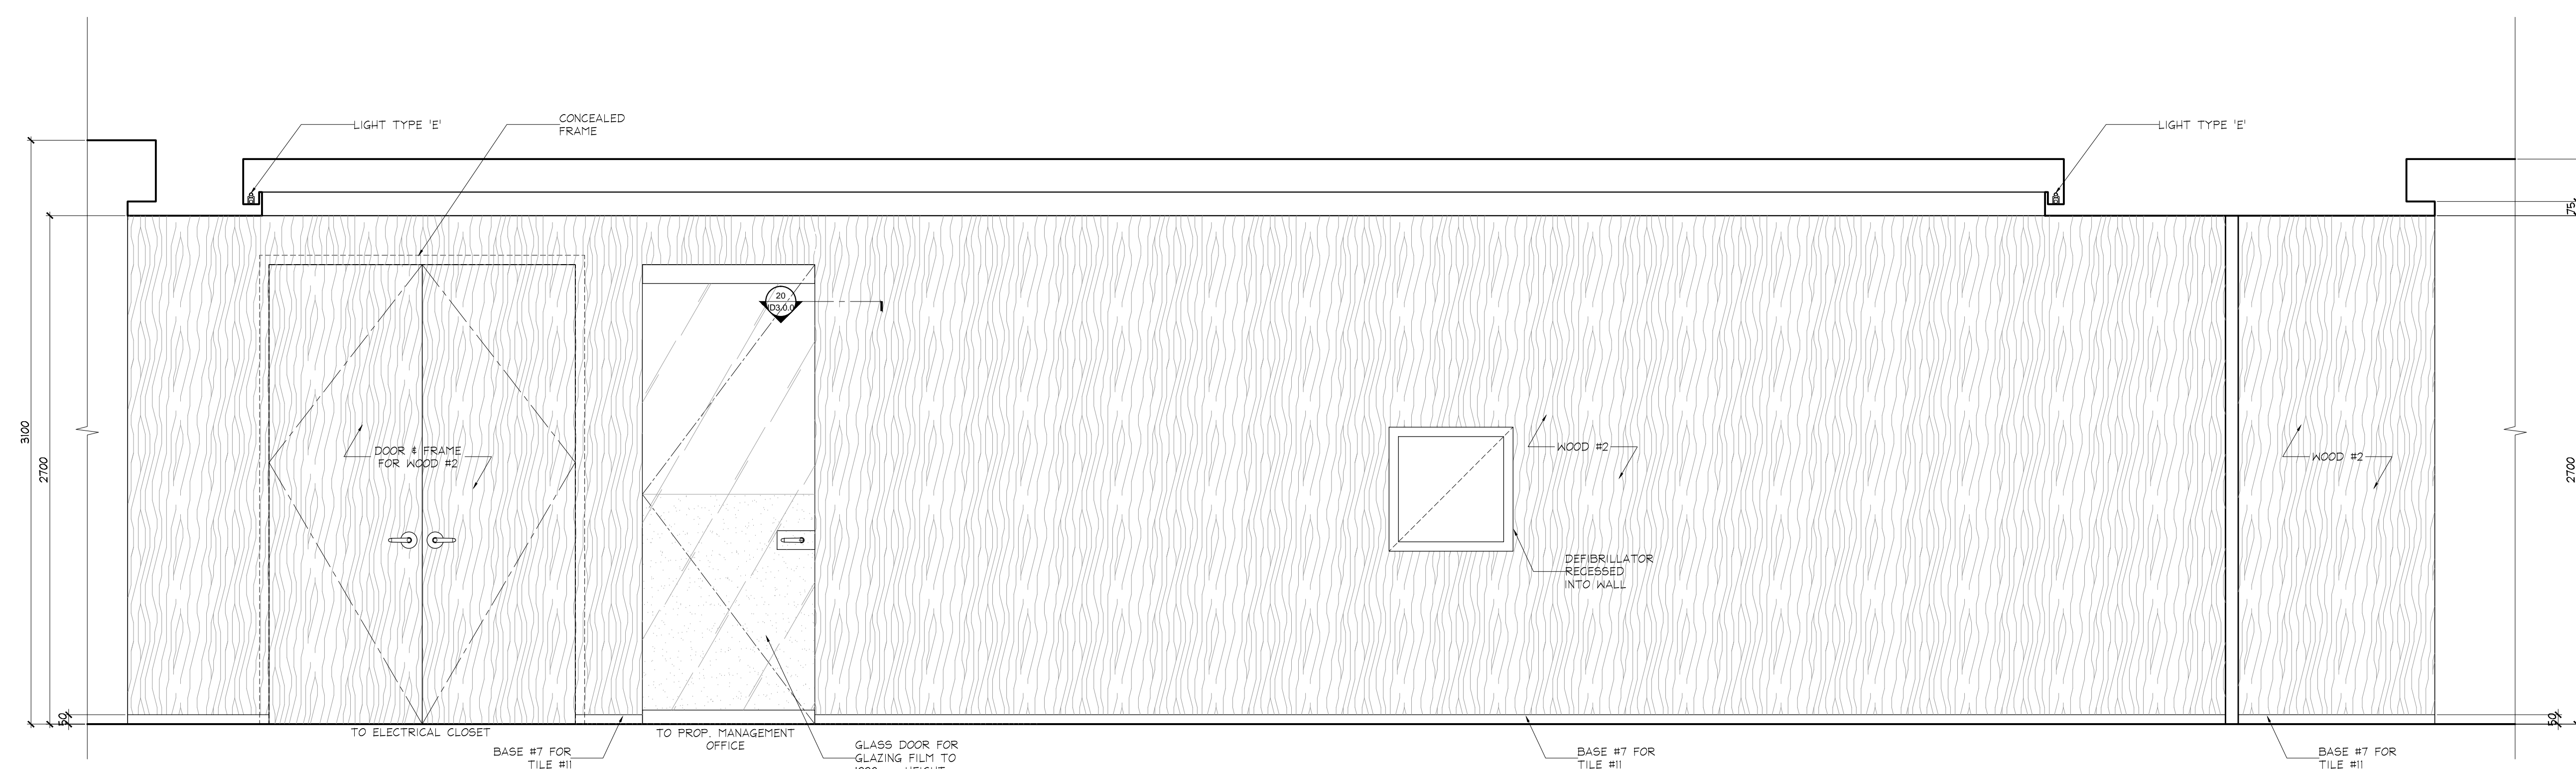 LIGHT TYPE 'E'
CONCEALED
FRAME
LIGHT TYPE 'E'
75
20
ID3.0.0
3100
2700
DOOR & FRAME
FOR WOOD #2
WOOD #2
WOOD #2
2700
DEFIBRILLATOR
RECESSED
INTO WALL
50
50
TO ELECTRICAL CLOSET
TO PROP. MANAGEMENT
OFFICE
BASE #7 FOR
TILE #11
GLASS DOOR FOR
GLAZING FILM TO
BASE #7 FOR
TILE #11
BASE #7 FOR
TILE #11